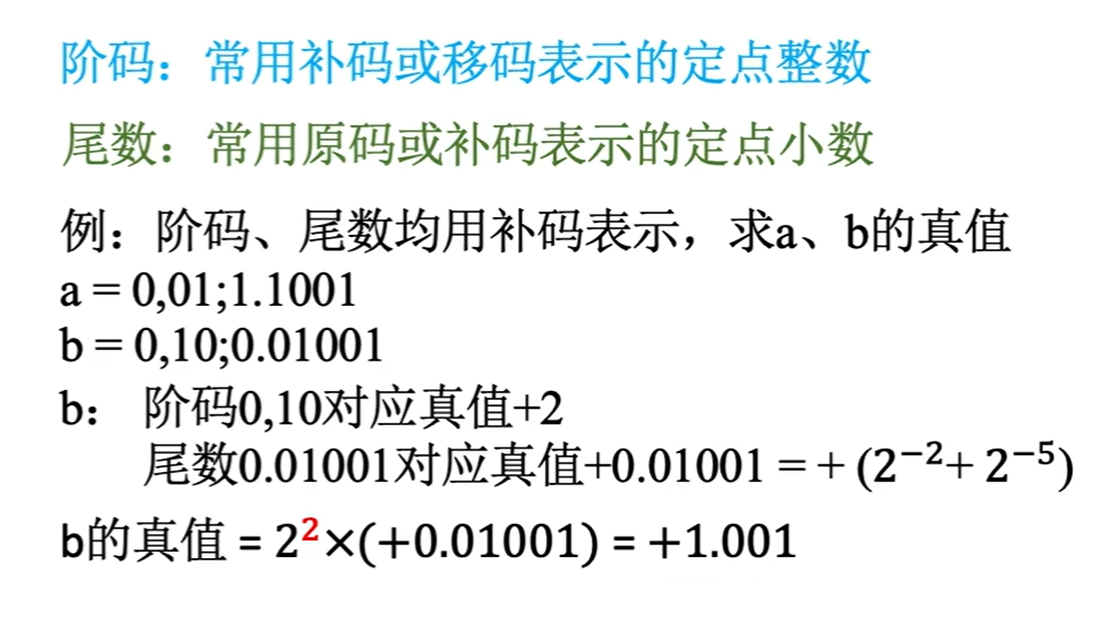 阶码：常用补码或移码表示的定点整数
尾数：常用原码或补码表示的定点小数
例：阶码、尾数均用补码表示，求a、b的真值
a = 0,01;1.1001
b = 0,10;0.01001
b： 阶码0,10对应真值+2
尾数0.01001对应真值+0.01001 = + (2⁻²+ 2⁻⁵)
b的真值 = 2²×(+0.01001) = +1.001